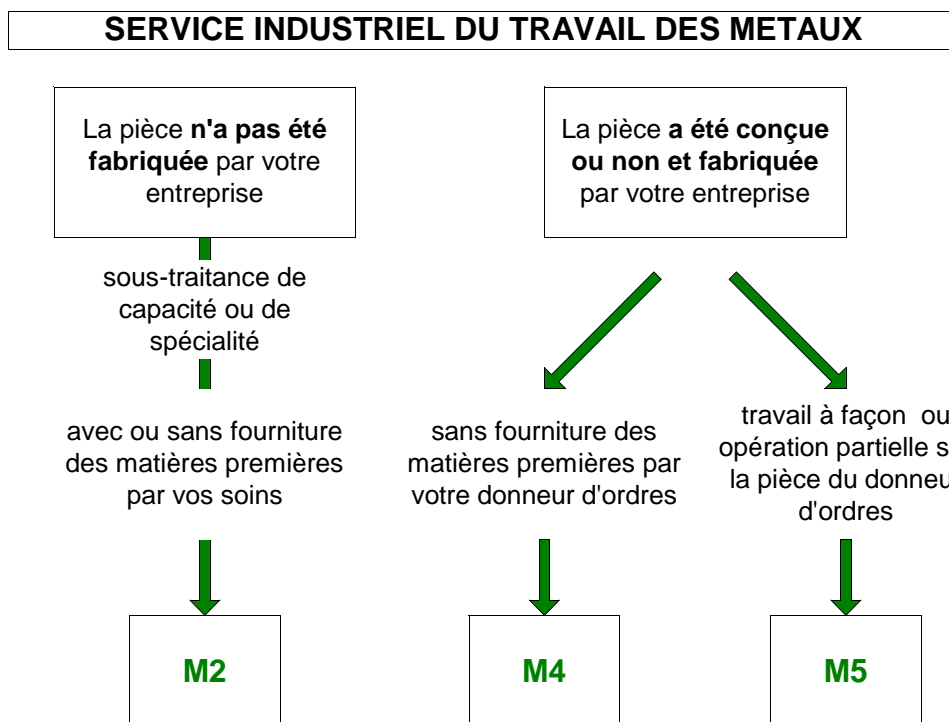 SERVICE INDUSTRIEL DU TRAVAIL DES METAUX
La pièce n'a pas été
fabriquée par votre
entreprise
La pièce a été conçue
ou non et fabriquée
par votre entreprise
sous-traitance de
capacité ou de
spécialité
avec ou sans fourniture
des matières premières
par vos soins
sans fourniture des
matières premières par
votre donneur d'ordres
travail à façon ou
opération partielle s
la pièce du donneu
d'ordres
M2
M4
M5